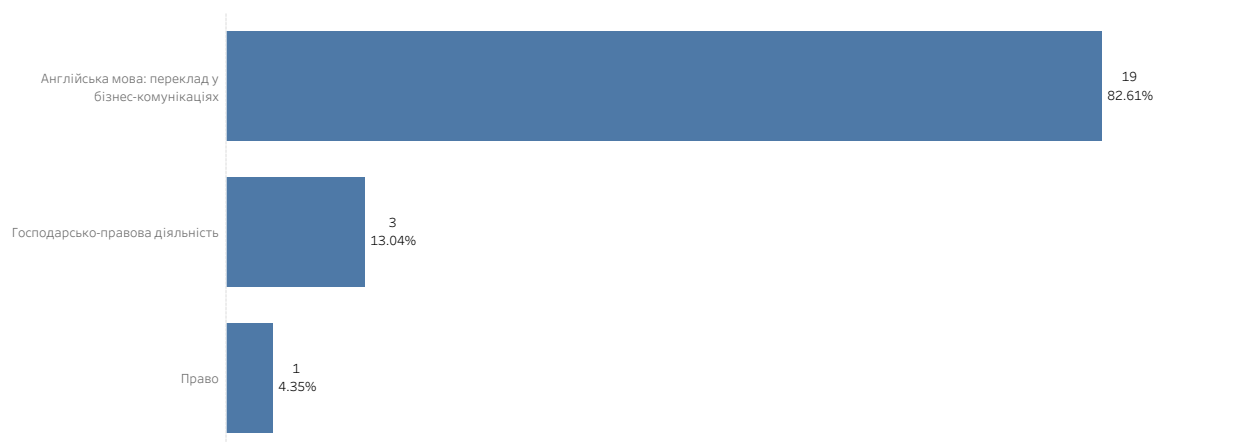 Англійська мова: переклад у
бізнес-комунікаціях
19
82.61%
Господарсько-правова діяльність
3
13.04%
Право
1
4.35%